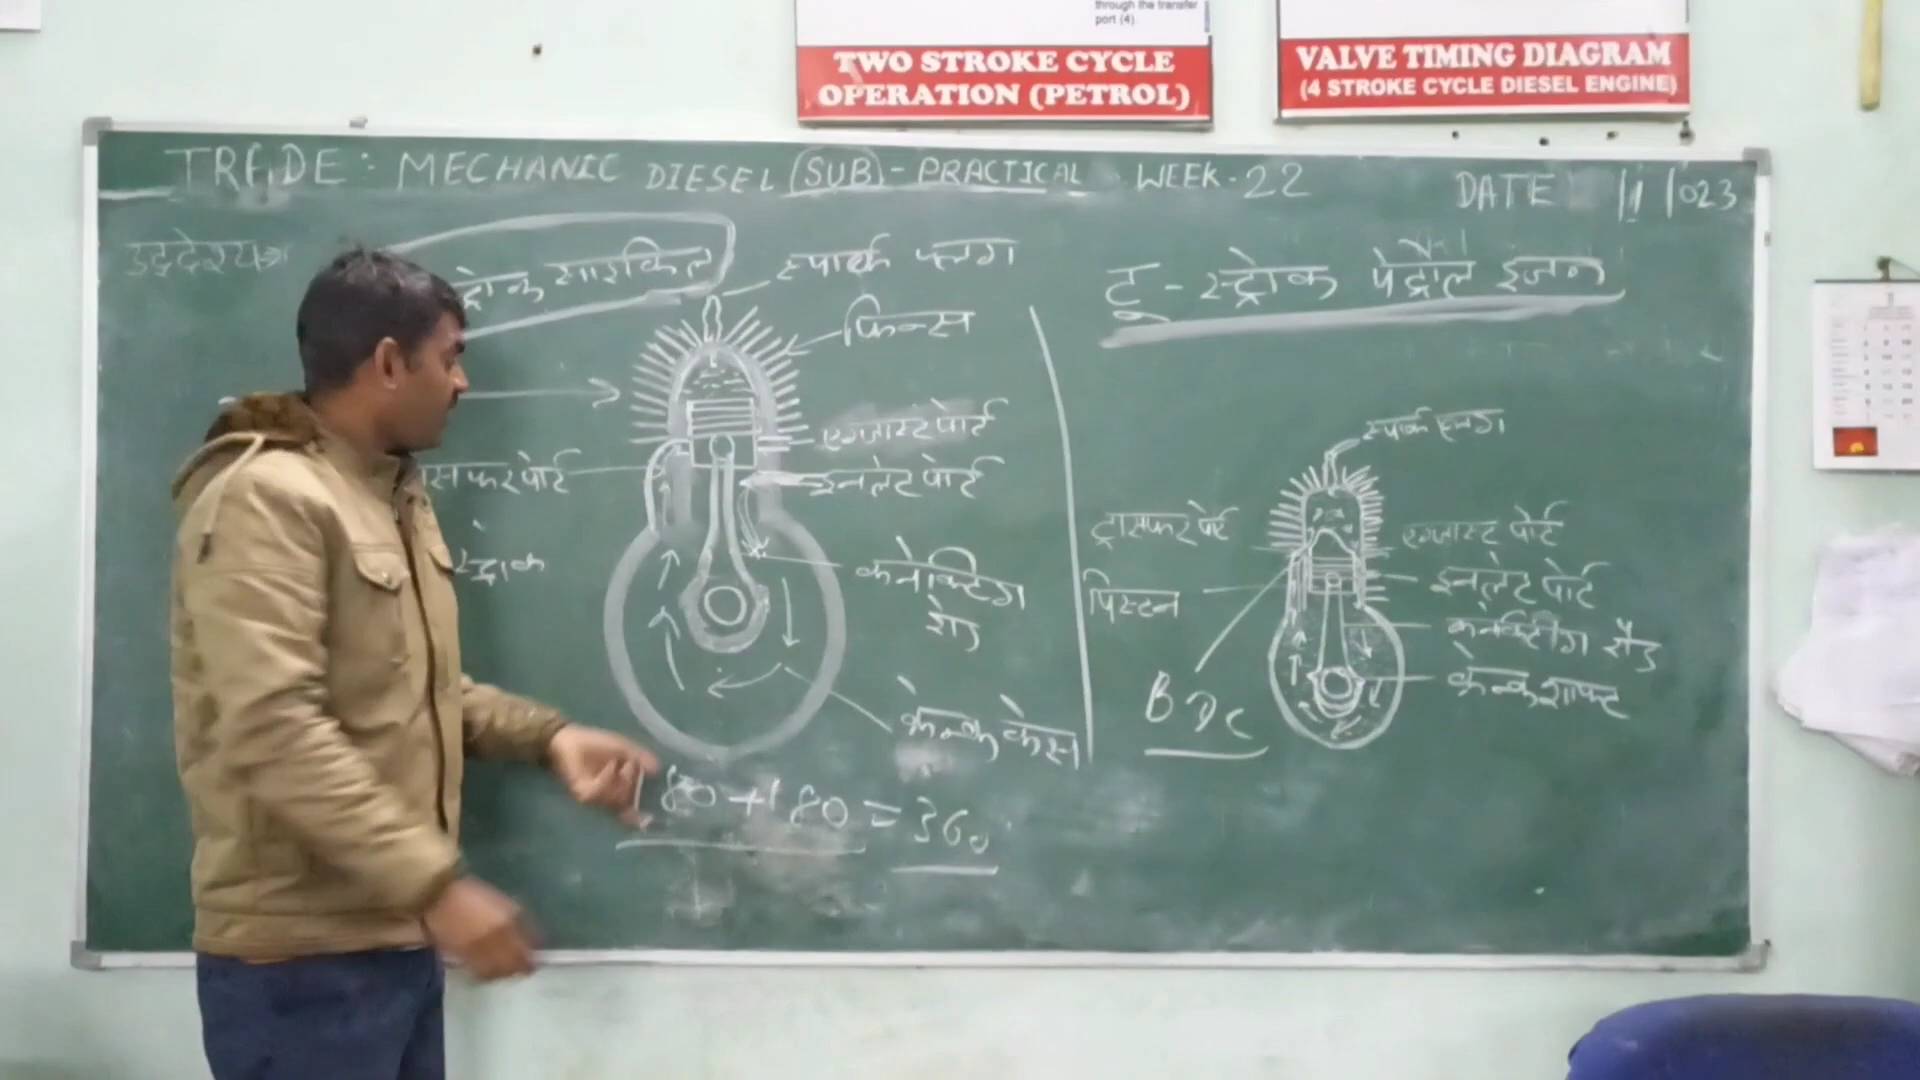 through the transfer
port (4).
TWO STROKE CYCLE
OPERATION (PETROL)
VALVE TIMING DIAGRAM
(4 STROKE CYCLE DIESEL ENGINE)
TRADE: MECHANIC DIESEL (SUB) - PRACTICAL WEEK-22 DATE
उद्देश्य
साइकिल
स्पार्क प्लग
फिन्स
एग्जास्ट पोर्ट
इनलेट पोर्ट
सफर पोर्ट
कनेक्टिग
रोड
केन्क केस
180+180=360
टु-स्ट्रोक पेट्रोल इंजन
स्पार्क प्लग
ट्रासफर पोर्ट
एग्जास्ट पोर्ट
इनलेट पोर्ट
पिस्टन
कनेक्टिग रोड
केन्क शाफ्ट
BDC